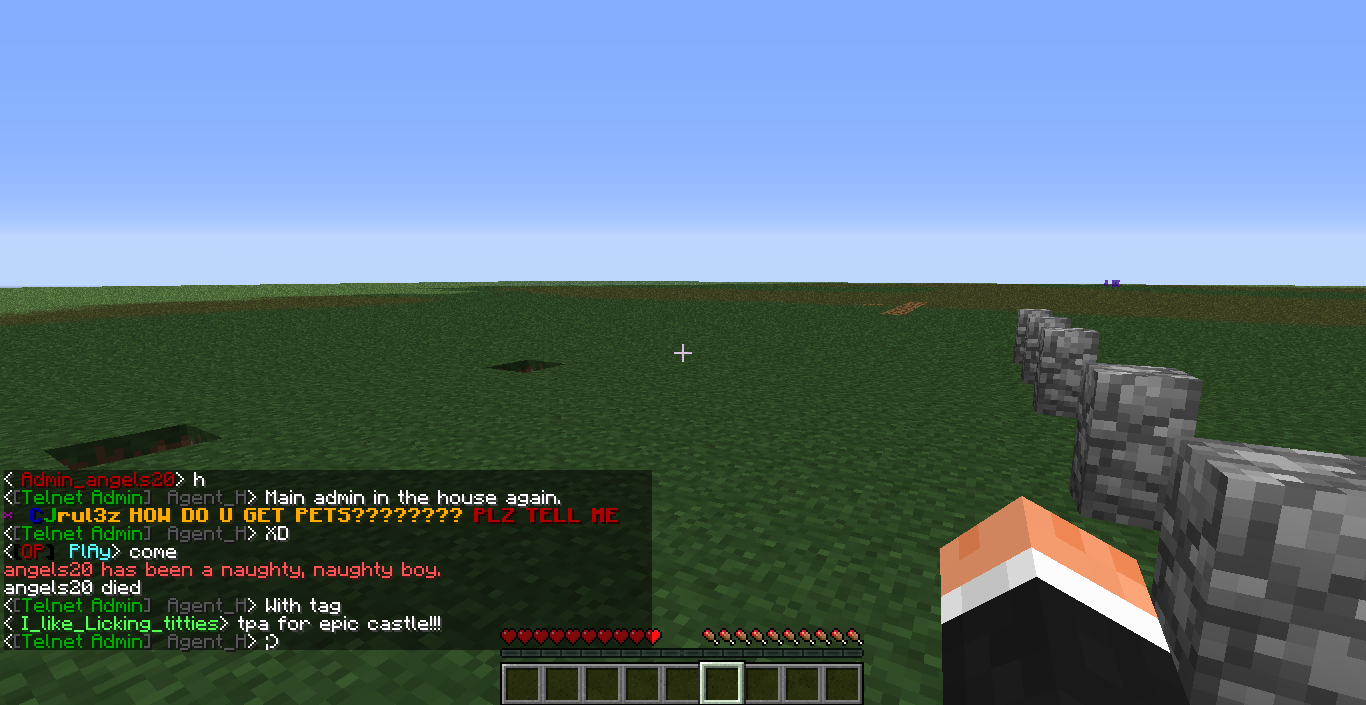 < Admin_angels20> h
<[Telnet Admin] Agent_H> Main admin in the house again.
* CJrul3z HOW DO U GET PETS???????? PLZ TELL ME
<[Telnet Admin] Agent_H> XD
<[OP] PlAy> come
angels20 has been a naughty, naughty boy.
angels20 died
<[Telnet Admin] Agent_H> With tag
< I_like_Licking_titties> tpa for epic castle!!!
<[Telnet Admin] Agent_H> ;)